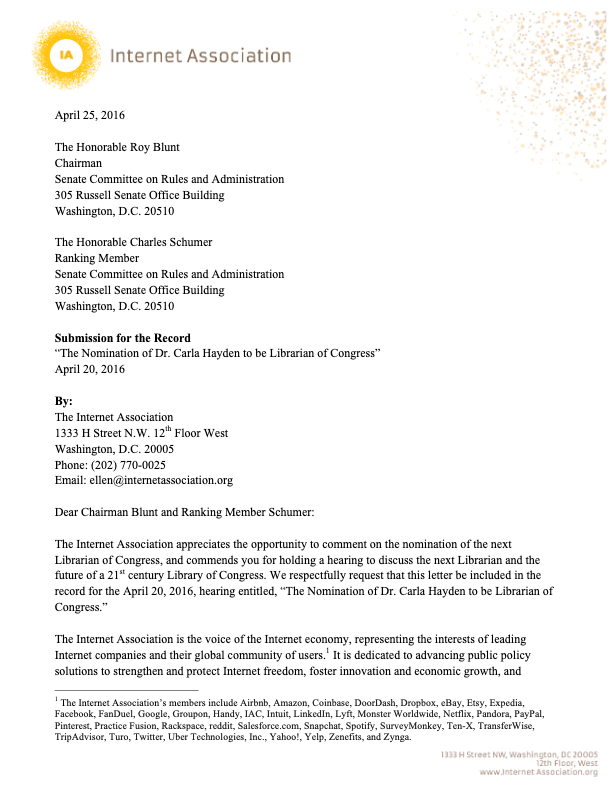 IA
Internet Association
April 25, 2016
The Honorable Roy Blunt
Chairman
Senate Committee on Rules and Administration
305 Russell Senate Office Building
Washington, D.C. 20510
The Honorable Charles Schumer
Ranking Member
Senate Committee on Rules and Administration
305 Russell Senate Office Building
Washington, D.C. 20510
Submission for the Record
“The Nomination of Dr. Carla Hayden to be Librarian of Congress”
April 20, 2016
By:
The Internet Association
1333 H Street N.W. 12th Floor West
Washington, D.C. 20005
Phone: (202) 770-0025
Email: ellen@internetassociation.org
Dear Chairman Blunt and Ranking Member Schumer:
The Internet Association appreciates the opportunity to comment on the nomination of the next
Librarian of Congress, and commends you for holding a hearing to discuss the next Librarian and the
future of a 21st century Library of Congress. We respectfully request that this letter be included in the
record for the April 20, 2016, hearing entitled, “The Nomination of Dr. Carla Hayden to be Librarian of
Congress.”
The Internet Association is the voice of the Internet economy, representing the interests of leading
Internet companies and their global community of users.1 It is dedicated to advancing public policy
solutions to strengthen and protect Internet freedom, foster innovation and economic growth, and
1 The Internet Association’s members include Airbnb, Amazon, Coinbase, DoorDash, Dropbox, eBay, Etsy, Expedia,
Facebook, FanDuel, Google, Groupon, Handy, IAC, Intuit, LinkedIn, Lyft, Monster Worldwide, Netflix, Pandora, PayPal,
Pinterest, Practice Fusion, Rackspace, reddit, Salesforce.com, Snapchat, Spotify, SurveyMonkey, Ten-X, TransferWise,
TripAdvisor, Turo, Twitter, Uber Technologies, Inc., Yahoo!, Yelp, Zenefits, and Zynga.
1333 H Street NW, Washington, DC 20005
12th Floor, West
www.Internet Association.org